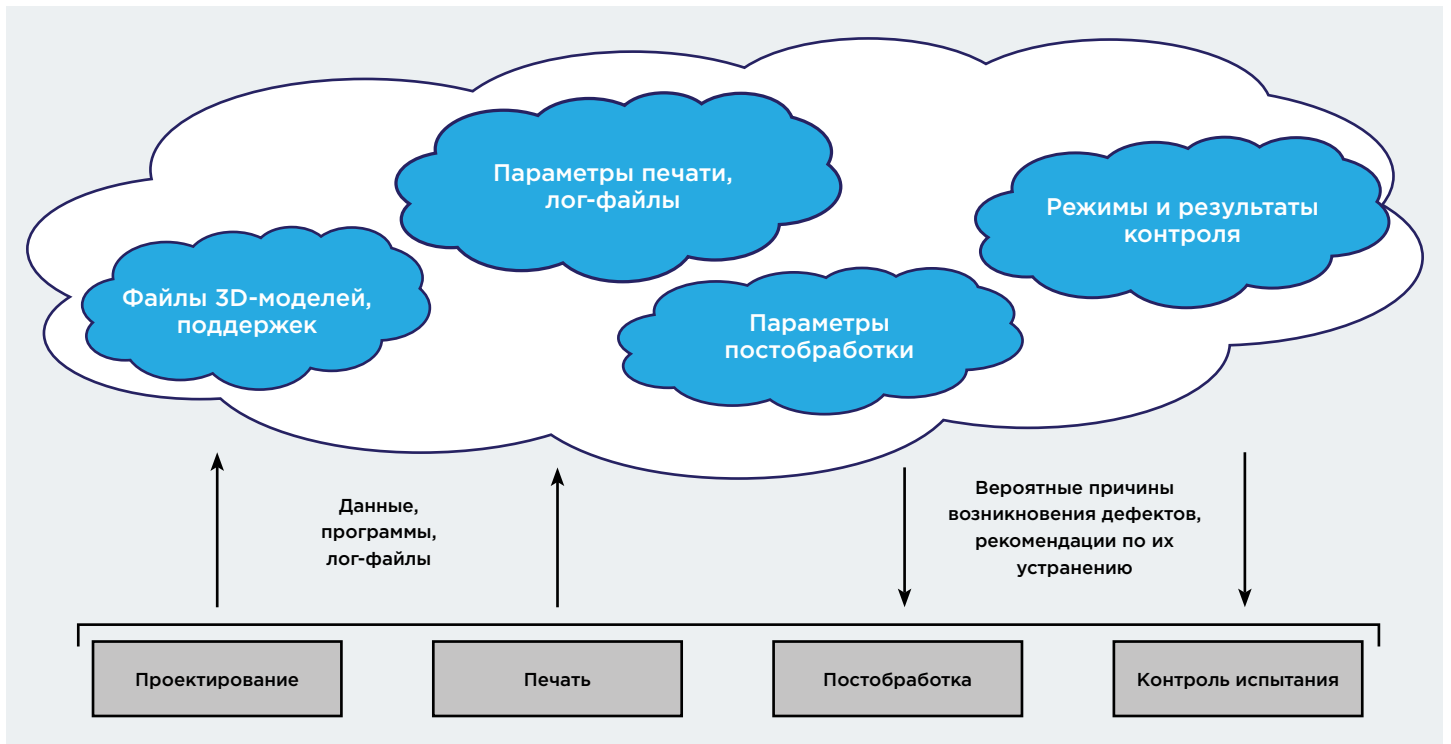 Параметры печати,
лог-файлы
Режимы и результаты
контроля
Файлы 3D-моделей,
поддержек
Параметры
постобработки
Данные,
программы,
лог-файлы
Вероятные причины
возникновения дефектов,
рекомендации по их
устранению
Проектирование
Печать
Постобработка
Контроль испытания